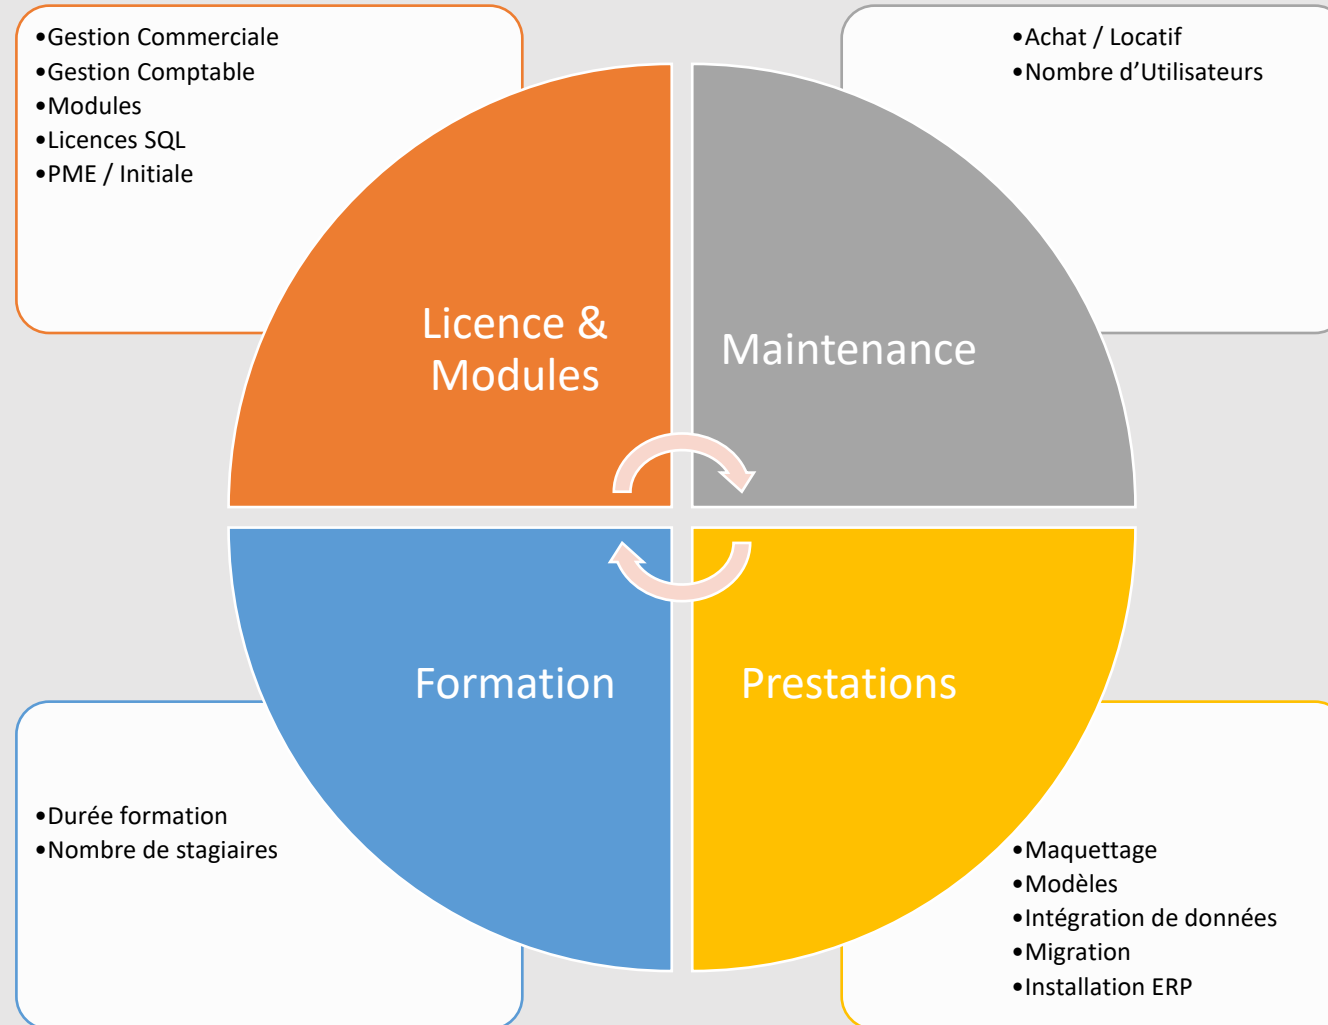 •Gestion Commerciale
•Gestion Comptable
•Modules
•Licences SQL
•PME / Initiale
•Achat / Locatif
•Nombre d’Utilisateurs
Licence &
Modules
Maintenance
Formation
Prestations
•Durée formation
•Nombre de stagiaires
•Maquettage
•Modèles
•Intégration de données
•Migration
•Installation ERP